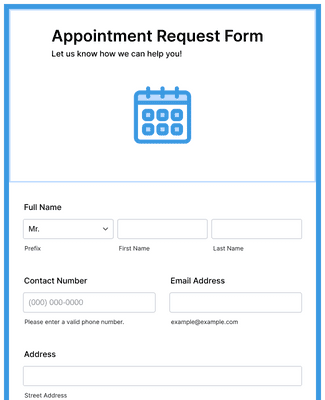 Appointment Request Form
Let us know how we can help you!
Full Name
Mr.
Prefix First Name Last Name
Contact Number Email Address
(000) 000-0000
Please enter a valid phone number. example@example.com
Address
Street Address